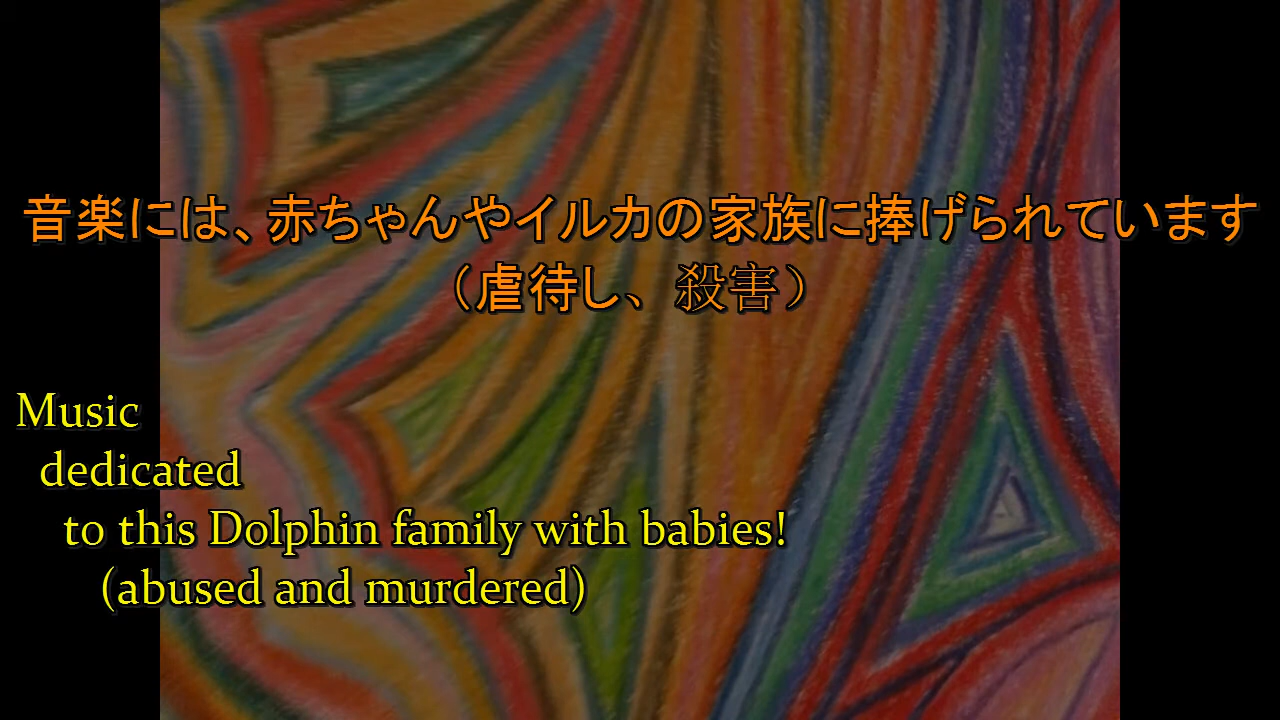 音楽には、赤ちゃんやイルカの家族に捧げられています
（虐待し、殺害）
Music
dedicated
to this Dolphin family with babies!
(abused and murdered)